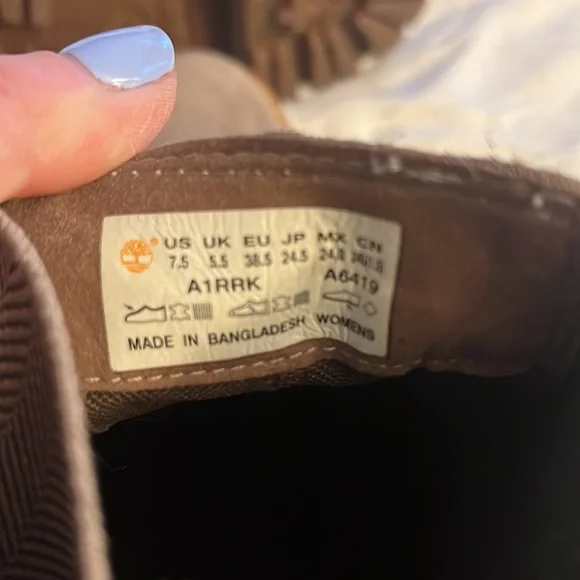 ® US UK EU JP MX CN
7.5 5.5 38.5 24.5 24.5
A1RRK A6419
MADE IN BANGLADESH WOMENS